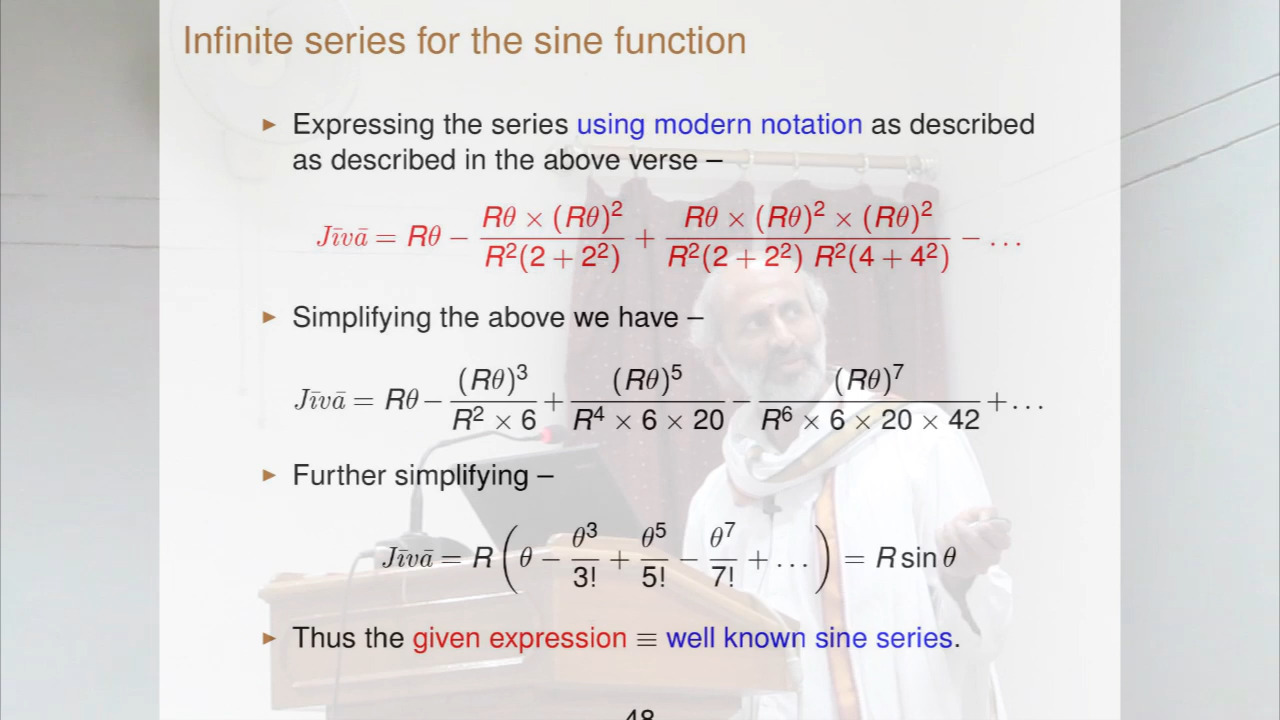 Infinite series for the sine function
▶ Expressing the series using modern notation as described
as described in the above verse –
Jīvā = Rθ − Rθ × (Rθ)² / R²(2 + 2²) + Rθ × (Rθ)² × (Rθ)² / R²(2 + 2²) R²(4 + 4²) − . . .
▶ Simplifying the above we have –
Jīvā = Rθ − (Rθ)³ / R² × 6 + (Rθ)⁵ / R⁴ × 6 × 20 − (Rθ)⁷ / R⁶ × 6 × 20 × 42 + . . .
▶ Further simplifying –
Jīvā = R ( θ − θ³ / 3! + θ⁵ / 5! − θ⁷ / 7! + . . . ) = R sin θ
▶ Thus the given expression ≡ well known sine series.
48